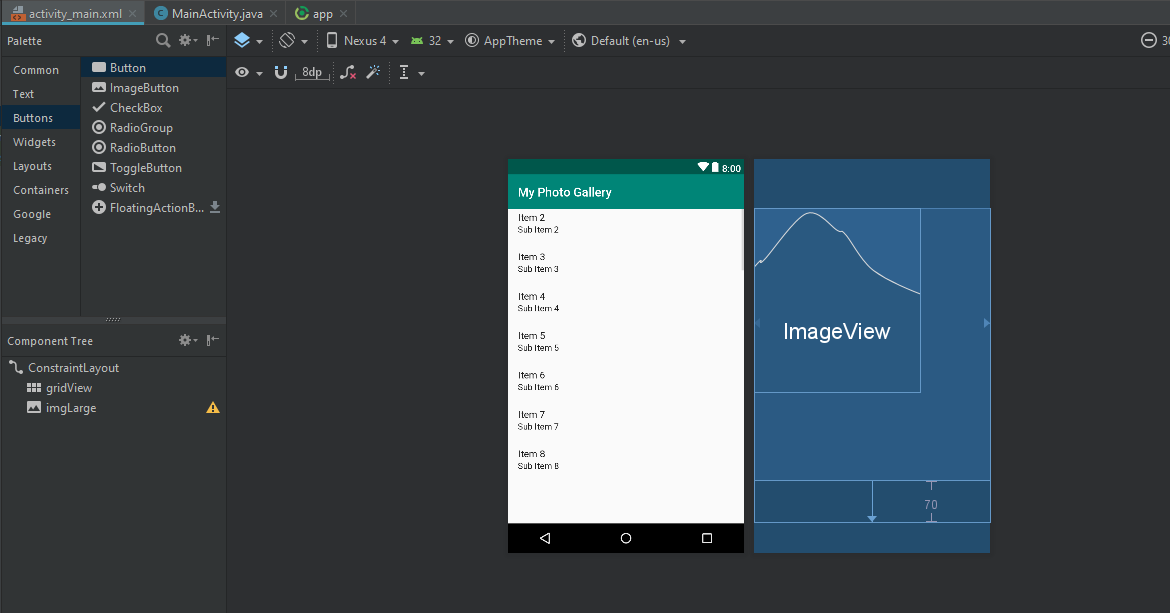 activity_main.xml MainActivity.java app
Palette Nexus 4 32 AppTheme Default (en-us) 30
8dp
Common
Text
Buttons
Widgets
Layouts
Containers
Google
Legacy
Button
ImageButton
CheckBox
RadioGroup
RadioButton
ToggleButton
Switch
FloatingActionB...
Component Tree
ConstraintLayout
gridView
imgLarge
8:00
My Photo Gallery
Item 2
Sub Item 2
Item 3
Sub Item 3
Item 4
Sub Item 4
Item 5
Sub Item 5
Item 6
Sub Item 6
Item 7
Sub Item 7
Item 8
Sub Item 8
ImageView
70